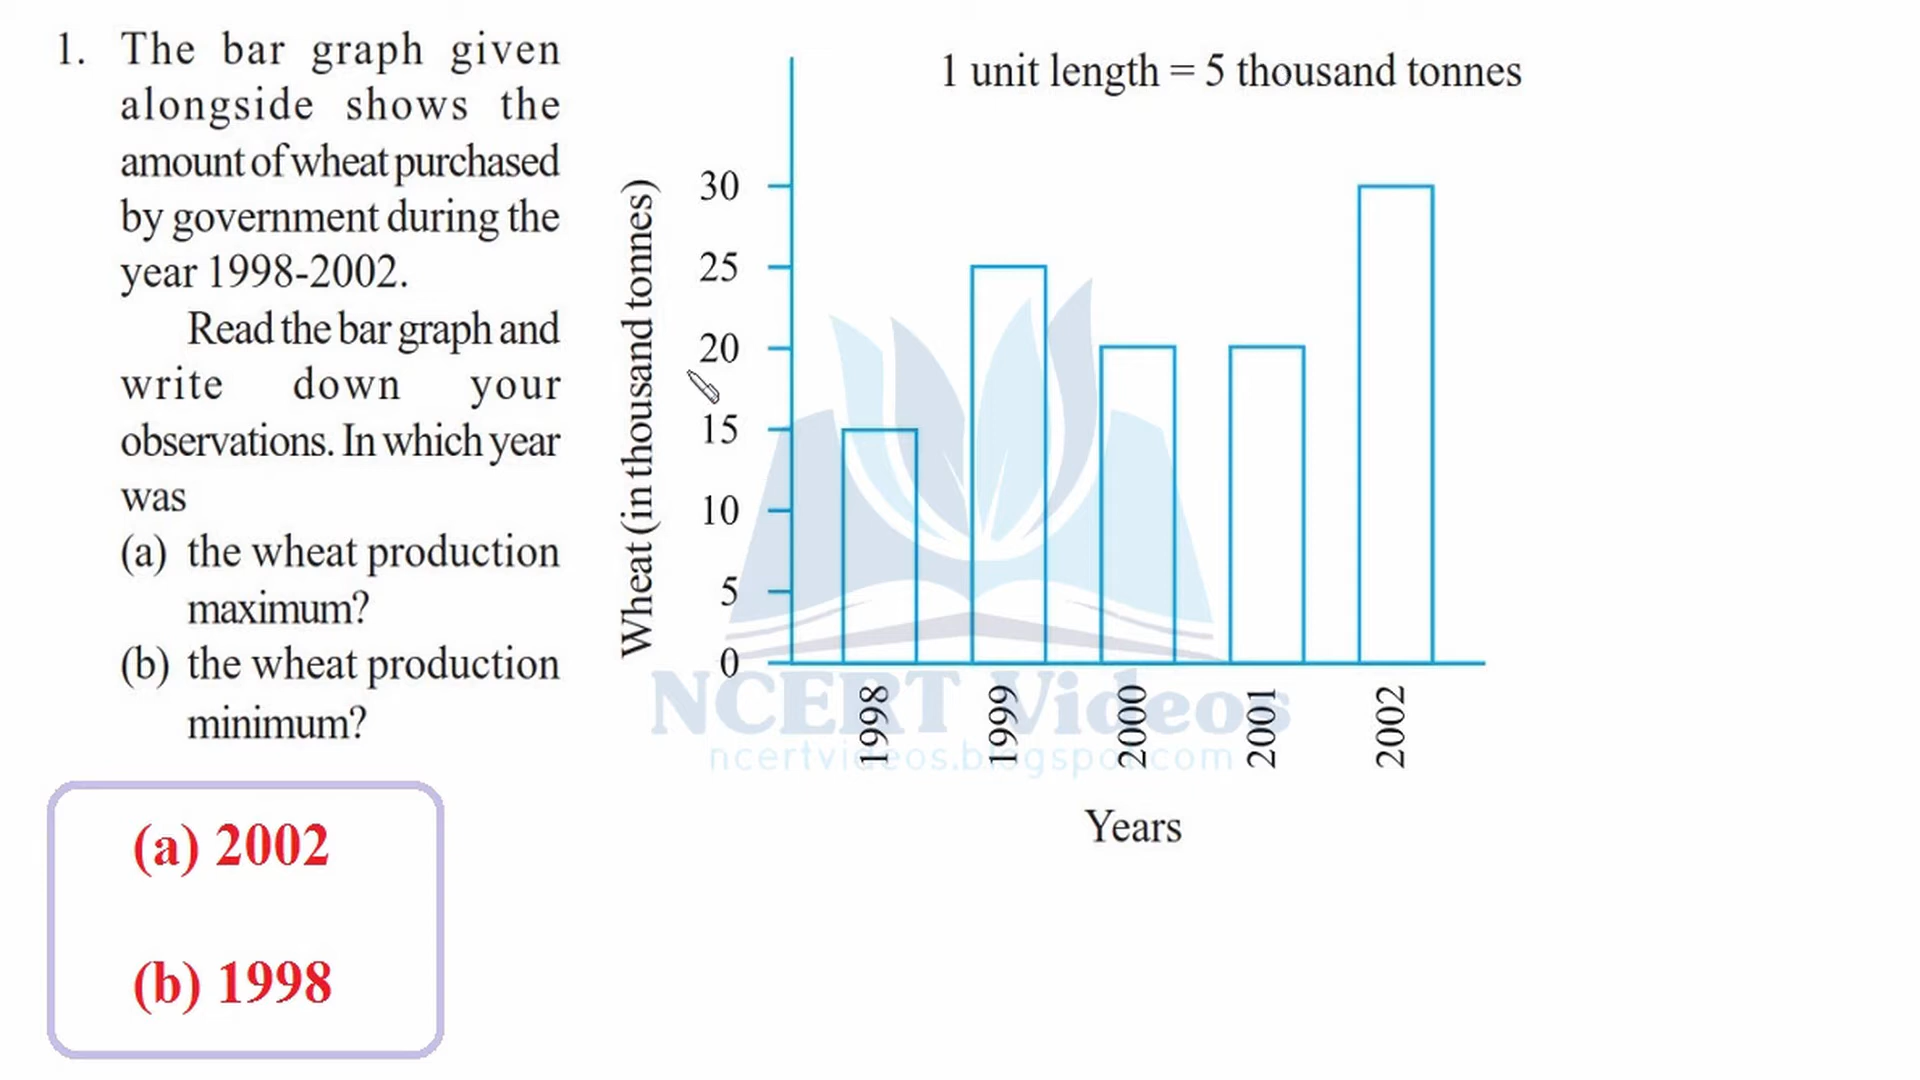 1. The bar graph given
alongside shows the
amount of wheat purchased
by government during the
year 1998-2002.
Read the bar graph and
write down your
observations. In which year
was
(a) the wheat production
maximum?
(b) the wheat production
minimum?
(a) 2002
(b) 1998
1 unit length = 5 thousand tonnes
Wheat (in thousand tonnes)
30
25
20
15
10
5
0
1998
1999
2000
2001
2002
Years
NCERT Videos
ncertvideos.blogspot.com